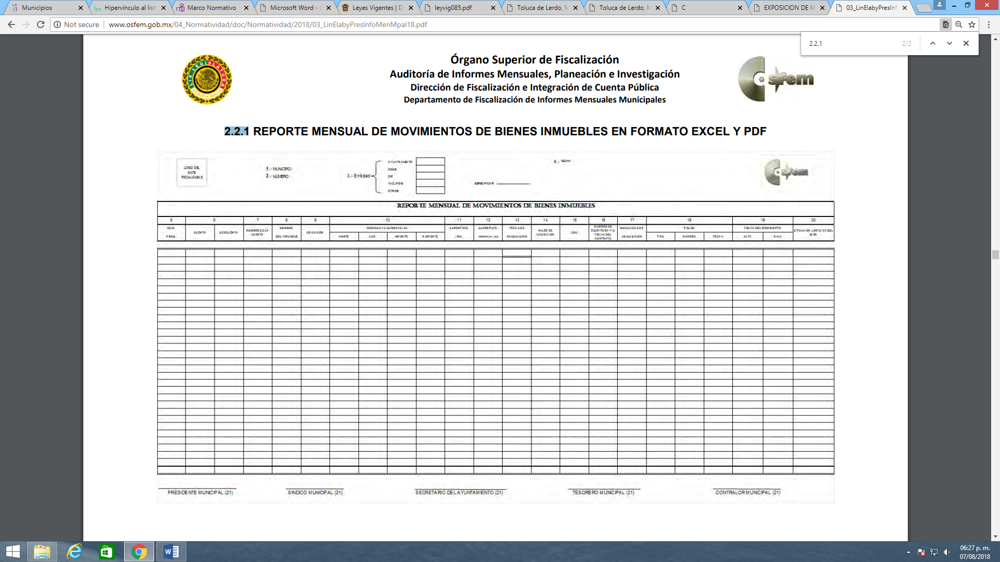 Municipios
Hipervínculo al list
Marco Normativo
Microsoft Word - L
Leyes Vigentes | D
leyvig085.pdf
Toluca de Lerdo, M
Toluca de Lerdo, M
C
EXPOSICION DE M
03_LinElabyPresInf
Not secure
www.osfem.gob.mx/04_Normatividad/doc/Normatividad/2018/03_LinElabyPresInfoMenMpal18.pdf
2.2.1
2/2
Órgano Superior de Fiscalización
Auditoría de Informes Mensuales, Planeación e Investigación
Dirección de Fiscalización e Integración de Cuenta Pública
Departamento de Fiscalización de Informes Mensuales Municipales
LIX LEGISLATURA
osfem
2.2.1 REPORTE MENSUAL DE MOVIMIENTOS DE BIENES INMUEBLES EN FORMATO EXCEL Y PDF
LOGO DEL
ENTE
FIZCALIZABLE
1.- MUNICIPIO:
2.- NÚMERO:
3.- Entidad
AYUNTAMIENTO
ODAS
DIF
OTROS
ESPECIFICAR
4.- FECHA
osfem
REPORTE MENSUAL DE MOVIMIENTOS DE BIENES INMUEBLES
5 6 7 8 9 10 11 12 13 14 15 16 17 18 19 20
NUM. PROG.
CUENTA
SUBCUENTA
NOMBRE DE LA CUENTA
NOMBRE DEL INMUEBLE
UBICACIÓN
MEDIDAS Y COLINDANCIAS
NORTE
SUR
ORIENTE
PONIENTE
SUPERFICIE (M2)
SUPERFICIE
FECHA DE ADQUISICIÓN
VALOR DE ADQUISICIÓN
USO
NÚMERO DE ESCRITURA Y/O FECHA DEL CONTRATO
MODALIDAD DE ADQUISICIÓN
PÓLIZA
TIPO
NÚMERO
FECHA
FECHA DEL MOVIMIENTO
ALTA
BAJA
SITUACIÓN JURÍDICA DEL BIEN
PRESIDENTE MUNICIPAL (21)
SINDICO MUNICIPAL (21)
SECRETARIO DEL AYUNTAMIENTO (21)
TESORERO MUNICIPAL (21)
CONTRALOR MUNICIPAL (21)
06:27 p. m.
07/08/2018